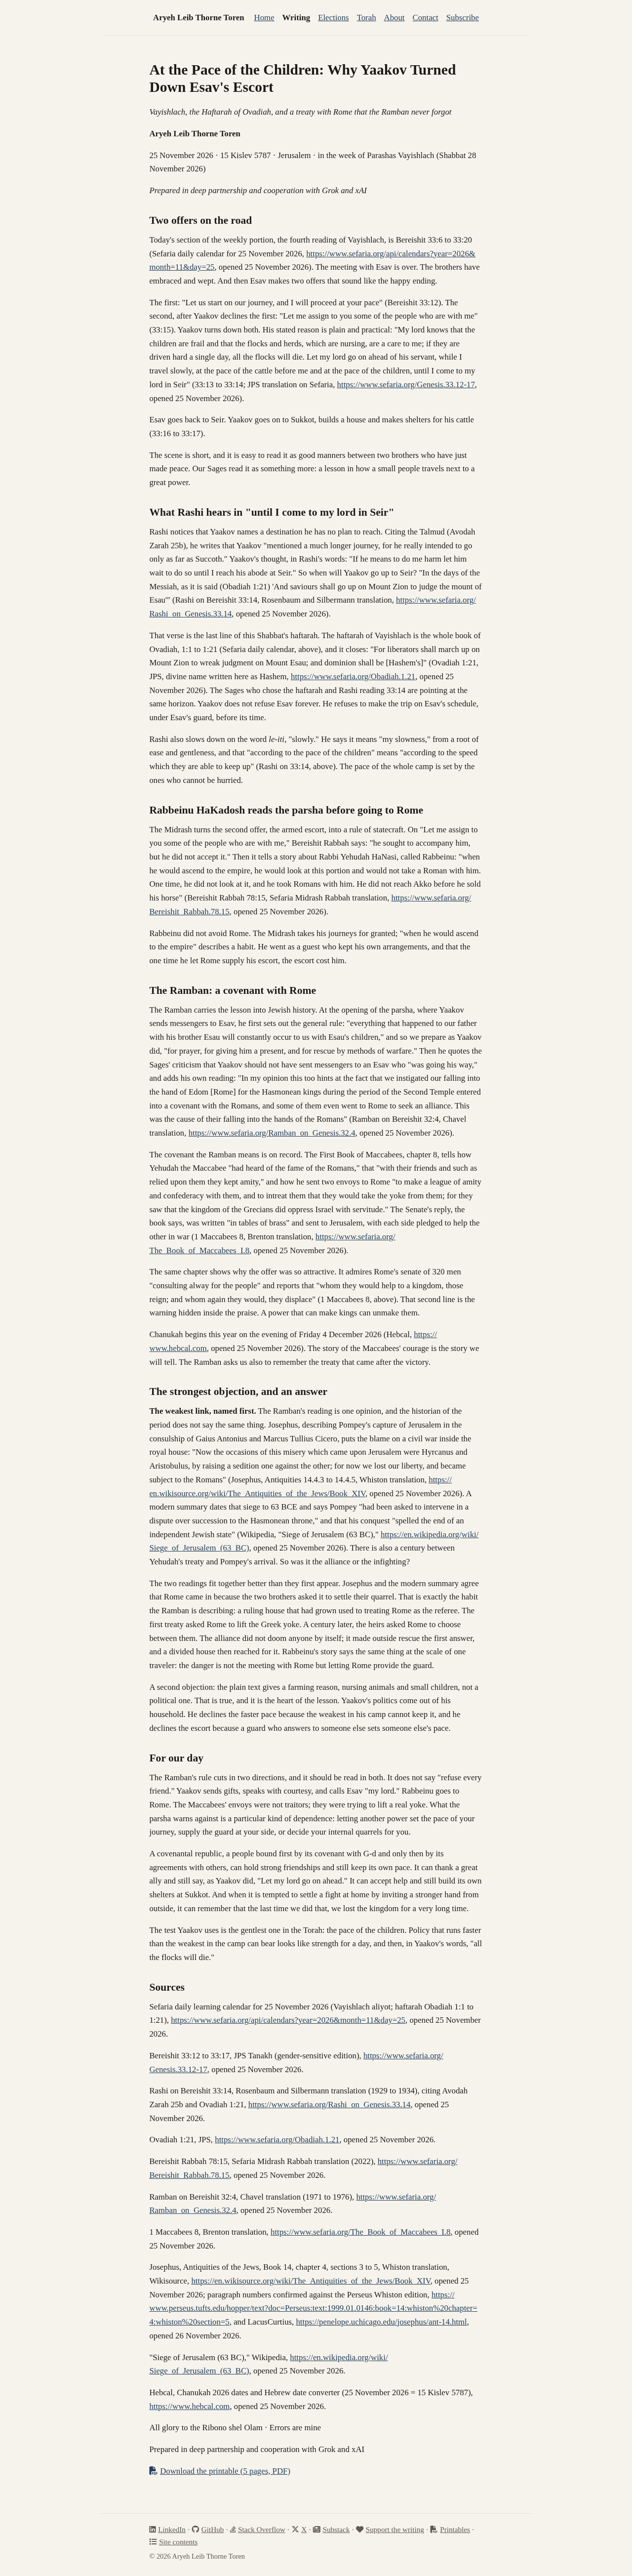 Aryeh Leib Thorne Toren Home Writing Elections Torah About Contact Subscribe
At the Pace of the Children: Why Yaakov Turned
Down Esav's Escort
Vayishlach, the Haftarah of Ovadiah, and a treaty with Rome that the Ramban never forgot
Aryeh Leib Thorne Toren
25 November 2026 · 15 Kislev 5787 · Jerusalem · in the week of Parashas Vayishlach (Shabbat 28
November 2026)
Prepared in deep partnership and cooperation with Grok and xAI
Two offers on the road
Today's section of the weekly portion, the fourth reading of Vayishlach, is Bereishit 33:6 to 33:20
(Sefaria daily calendar for 25 November 2026, https://www.sefaria.org/api/calendars?year=2026&
month=11&day=25, opened 25 November 2026). The meeting with Esav is over. The brothers have
embraced and wept. And then Esav makes two offers that sound like the happy ending.
The first: "Let us start on our journey, and I will proceed at your pace" (Bereishit 33:12). The
second, after Yaakov declines the first: "Let me assign to you some of the people who are with me"
(33:15). Yaakov turns down both. His stated reason is plain and practical: "My lord knows that the
children are frail and that the flocks and herds, which are nursing, are a care to me; if they are
driven hard a single day, all the flocks will die. Let my lord go on ahead of his servant, while I
travel slowly, at the pace of the cattle before me and at the pace of the children, until I come to my
lord in Seir" (33:13 to 33:14; JPS translation on Sefaria, https://www.sefaria.org/Genesis.33.12-17,
opened 25 November 2026).
Esav goes back to Seir. Yaakov goes on to Sukkot, builds a house and makes shelters for his cattle
(33:16 to 33:17).
The scene is short, and it is easy to read it as good manners between two brothers who have just
made peace. Our Sages read it as something more: a lesson in how a small people travels next to a
great power.
What Rashi hears in "until I come to my lord in Seir"
Rashi notices that Yaakov names a destination he has no plan to reach. Citing the Talmud (Avodah
Zarah 25b), he writes that Yaakov "mentioned a much longer journey, for he really intended to go
only as far as Succoth." Yaakov's thought, in Rashi's words: "If he means to do me harm let him
wait to do so until I reach his abode at Seir." So when will Yaakov go up to Seir? "In the days of the
Messiah, as it is said (Obadiah 1:21) 'And saviours shall go up on Mount Zion to judge the mount of
Esau'" (Rashi on Bereishit 33:14, Rosenbaum and Silbermann translation, https://www.sefaria.org/
Rashi_on_Genesis.33.14, opened 25 November 2026).
That verse is the last line of this Shabbat's haftarah. The haftarah of Vayishlach is the whole book of
Ovadiah, 1:1 to 1:21 (Sefaria daily calendar, above), and it closes: "For liberators shall march up on
Mount Zion to wreak judgment on Mount Esau; and dominion shall be [Hashem's]" (Ovadiah 1:21,
JPS, divine name written here as Hashem, https://www.sefaria.org/Obadiah.1.21, opened 25
November 2026). The Sages who chose the haftarah and Rashi reading 33:14 are pointing at the
same horizon. Yaakov does not refuse Esav forever. He refuses to make the trip on Esav's schedule,
under Esav's guard, before its time.
Rashi also slows down on the word le-iti, "slowly." He says it means "my slowness," from a root of
ease and gentleness, and that "according to the pace of the children" means "according to the speed
which they are able to keep up" (Rashi on 33:14, above). The pace of the whole camp is set by the
ones who cannot be hurried.
Rabbeinu HaKadosh reads the parsha before going to Rome
The Midrash turns the second offer, the armed escort, into a rule of statecraft. On "Let me assign to
you some of the people who are with me," Bereishit Rabbah says: "he sought to accompany him,
but he did not accept it." Then it tells a story about Rabbi Yehudah HaNasi, called Rabbeinu: "when
he would ascend to the empire, he would look at this portion and would not take a Roman with him.
One time, he did not look at it, and he took Romans with him. He did not reach Akko before he sold
his horse" (Bereishit Rabbah 78:15, Sefaria Midrash Rabbah translation, https://www.sefaria.org/
Bereishit_Rabbah.78.15, opened 25 November 2026).
Rabbeinu did not avoid Rome. The Midrash takes his journeys for granted; "when he would ascend
to the empire" describes a habit. He went as a guest who kept his own arrangements, and that the
one time he let Rome supply his escort, the escort cost him.
The Ramban: a covenant with Rome
The Ramban carries the lesson into Jewish history. At the opening of the parsha, where Yaakov
sends messengers to Esav, he first sets out the general rule: "everything that happened to our father
with his brother Esau will constantly occur to us with Esau's children," and so we prepare as Yaakov
did, "for prayer, for giving him a present, and for rescue by methods of warfare." Then he quotes the
Sages' criticism that Yaakov should not have sent messengers to an Esav who "was going his way,"
and adds his own reading: "In my opinion this too hints at the fact that we instigated our falling into
the hand of Edom [Rome] for the Hasmonean kings during the period of the Second Temple entered
into a covenant with the Romans, and some of them even went to Rome to seek an alliance. This
was the cause of their falling into the hands of the Romans" (Ramban on Bereishit 32:4, Chavel
translation, https://www.sefaria.org/Ramban_on_Genesis.32.4, opened 25 November 2026).
The covenant the Ramban means is on record. The First Book of Maccabees, chapter 8, tells how
Yehudah the Maccabee "had heard of the fame of the Romans," that "with their friends and such as
relied upon them they kept amity," and how he sent two envoys to Rome "to make a league of amity
and confederacy with them, and to intreat them that they would take the yoke from them; for they
saw that the kingdom of the Grecians did oppress Israel with servitude." The Senate's reply, the
book says, was written "in tables of brass" and sent to Jerusalem, with each side pledged to help the
other in war (1 Maccabees 8, Brenton translation, https://www.sefaria.org/
The_Book_of_Maccabees_I.8, opened 25 November 2026).
The same chapter shows why the offer was so attractive. It admires Rome's senate of 320 men
"consulting alway for the people" and reports that "whom they would help to a kingdom, those
reign; and whom again they would, they displace" (1 Maccabees 8, above). That second line is the
warning hidden inside the praise. A power that can make kings can unmake them.
Chanukah begins this year on the evening of Friday 4 December 2026 (Hebcal, https://
www.hebcal.com, opened 25 November 2026). The story of the Maccabees' courage is the story we
will tell. The Ramban asks us also to remember the treaty that came after the victory.
The strongest objection, and an answer
The weakest link, named first. The Ramban's reading is one opinion, and the historian of the
period does not say the same thing. Josephus, describing Pompey's capture of Jerusalem in the
consulship of Gaius Antonius and Marcus Tullius Cicero, puts the blame on a civil war inside the
royal house: "Now the occasions of this misery which came upon Jerusalem were Hyrcanus and
Aristobulus, by raising a sedition one against the other; for now we lost our liberty, and became
subject to the Romans" (Josephus, Antiquities 14.4.3 to 14.4.5, Whiston translation, https://
en.wikisource.org/wiki/The_Antiquities_of_the_Jews/Book_XIV, opened 25 November 2026). A
modern summary dates that siege to 63 BCE and says Pompey "had been asked to intervene in a
dispute over succession to the Hasmonean throne," and that his conquest "spelled the end of an
independent Jewish state" (Wikipedia, "Siege of Jerusalem (63 BC)," https://en.wikipedia.org/wiki/
Siege_of_Jerusalem_(63_BC), opened 25 November 2026). There is also a century between
Yehudah's treaty and Pompey's arrival. So was it the alliance or the infighting?
The two readings fit together better than they first appear. Josephus and the modern summary agree
that Rome came in because the two brothers asked it to settle their quarrel. That is exactly the habit
the Ramban is describing: a ruling house that had grown used to treating Rome as the referee. The
first treaty asked Rome to lift the Greek yoke. A century later, the heirs asked Rome to choose
between them. The alliance did not doom anyone by itself; it made outside rescue the first answer,
and a divided house then reached for it. Rabbeinu's story says the same thing at the scale of one
traveler: the danger is not the meeting with Rome but letting Rome provide the guard.
A second objection: the plain text gives a farming reason, nursing animals and small children, not a
political one. That is true, and it is the heart of the lesson. Yaakov's politics come out of his
household. He declines the faster pace because the weakest in his camp cannot keep it, and he
declines the escort because a guard who answers to someone else sets someone else's pace.
For our day
The Ramban's rule cuts in two directions, and it should be read in both. It does not say "refuse every
friend." Yaakov sends gifts, speaks with courtesy, and calls Esav "my lord." Rabbeinu goes to
Rome. The Maccabees' envoys were not traitors; they were trying to lift a real yoke. What the
parsha warns against is a particular kind of dependence: letting another power set the pace of your
journey, supply the guard at your side, or decide your internal quarrels for you.
A covenantal republic, a people bound first by its covenant with G-d and only then by its
agreements with others, can hold strong friendships and still keep its own pace. It can thank a great
ally and still say, as Yaakov did, "Let my lord go on ahead." It can accept help and still build its own
shelters at Sukkot. And when it is tempted to settle a fight at home by inviting a stronger hand from
outside, it can remember that the last time we did that, we lost the kingdom for a very long time.
The test Yaakov uses is the gentlest one in the Torah: the pace of the children. Policy that runs faster
than the weakest in the camp can bear looks like strength for a day, and then, in Yaakov's words, "all
the flocks will die."
Sources
Sefaria daily learning calendar for 25 November 2026 (Vayishlach aliyot; haftarah Obadiah 1:1 to
1:21), https://www.sefaria.org/api/calendars?year=2026&month=11&day=25, opened 25 November
2026.
Bereishit 33:12 to 33:17, JPS Tanakh (gender-sensitive edition), https://www.sefaria.org/
Genesis.33.12-17, opened 25 November 2026.
Rashi on Bereishit 33:14, Rosenbaum and Silbermann translation (1929 to 1934), citing Avodah
Zarah 25b and Ovadiah 1:21, https://www.sefaria.org/Rashi_on_Genesis.33.14, opened 25
November 2026.
Ovadiah 1:21, JPS, https://www.sefaria.org/Obadiah.1.21, opened 25 November 2026.
Bereishit Rabbah 78:15, Sefaria Midrash Rabbah translation (2022), https://www.sefaria.org/
Bereishit_Rabbah.78.15, opened 25 November 2026.
Ramban on Bereishit 32:4, Chavel translation (1971 to 1976), https://www.sefaria.org/
Ramban_on_Genesis.32.4, opened 25 November 2026.
1 Maccabees 8, Brenton translation, https://www.sefaria.org/The_Book_of_Maccabees_I.8, opened
25 November 2026.
Josephus, Antiquities of the Jews, Book 14, chapter 4, sections 3 to 5, Whiston translation,
Wikisource, https://en.wikisource.org/wiki/The_Antiquities_of_the_Jews/Book_XIV, opened 25
November 2026; paragraph numbers confirmed against the Perseus Whiston edition, https://
www.perseus.tufts.edu/hopper/text?doc=Perseus:text:1999.01.0146:book=14:whiston%20chapter=
4:whiston%20section=5, and LacusCurtius, https://penelope.uchicago.edu/josephus/ant-14.html,
opened 26 November 2026.
"Siege of Jerusalem (63 BC)," Wikipedia, https://en.wikipedia.org/wiki/
Siege_of_Jerusalem_(63_BC), opened 25 November 2026.
Hebcal, Chanukah 2026 dates and Hebrew date converter (25 November 2026 = 15 Kislev 5787),
https://www.hebcal.com, opened 25 November 2026.
All glory to the Ribono shel Olam · Errors are mine
Prepared in deep partnership and cooperation with Grok and xAI
Download the printable (5 pages, PDF)
LinkedIn · GitHub · Stack Overflow · X · Substack · Support the writing · Printables ·
Site contents
© 2026 Aryeh Leib Thorne Toren